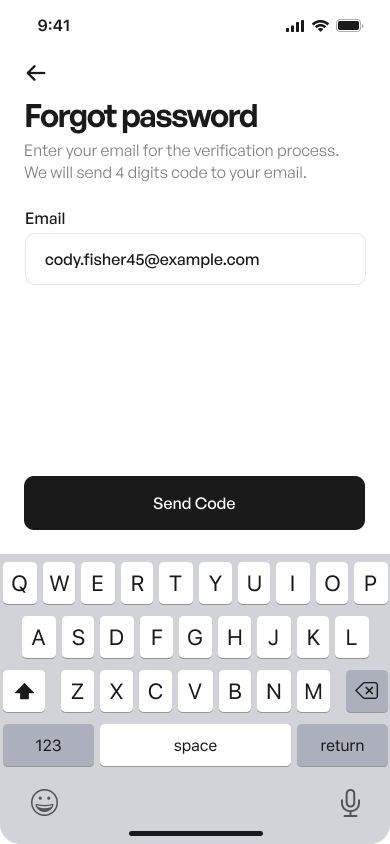 9:41
Forgot password
Enter your email for the verification process.
We will send 4 digits code to your email.
Email
cody.fisher45@example.com
Send Code
Q W E R T Y U I O P
A S D F G H J K L
Z X C V B N M
123 space return